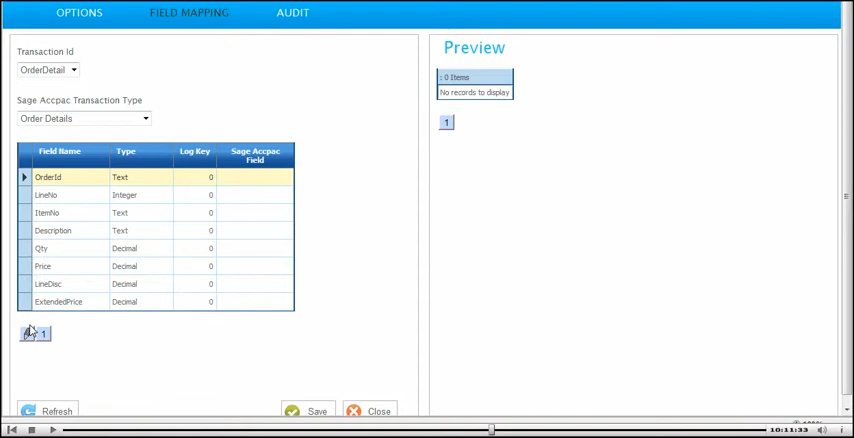 OPTIONS FIELD MAPPING AUDIT
Transaction Id
OrderDetail
Sage Accpac Transaction Type
Order Details
Field Name Type Log Key Sage Accpac Field
OrderId Text 0
LineNo Integer 0
ItemNo Text 0
Description Text 0
Qty Decimal 0
Price Decimal 0
LineDisc Decimal 0
ExtendedPrice Decimal 0
1
Refresh Save Close
Preview
: 0 Items
No records to display
1
10:11:33